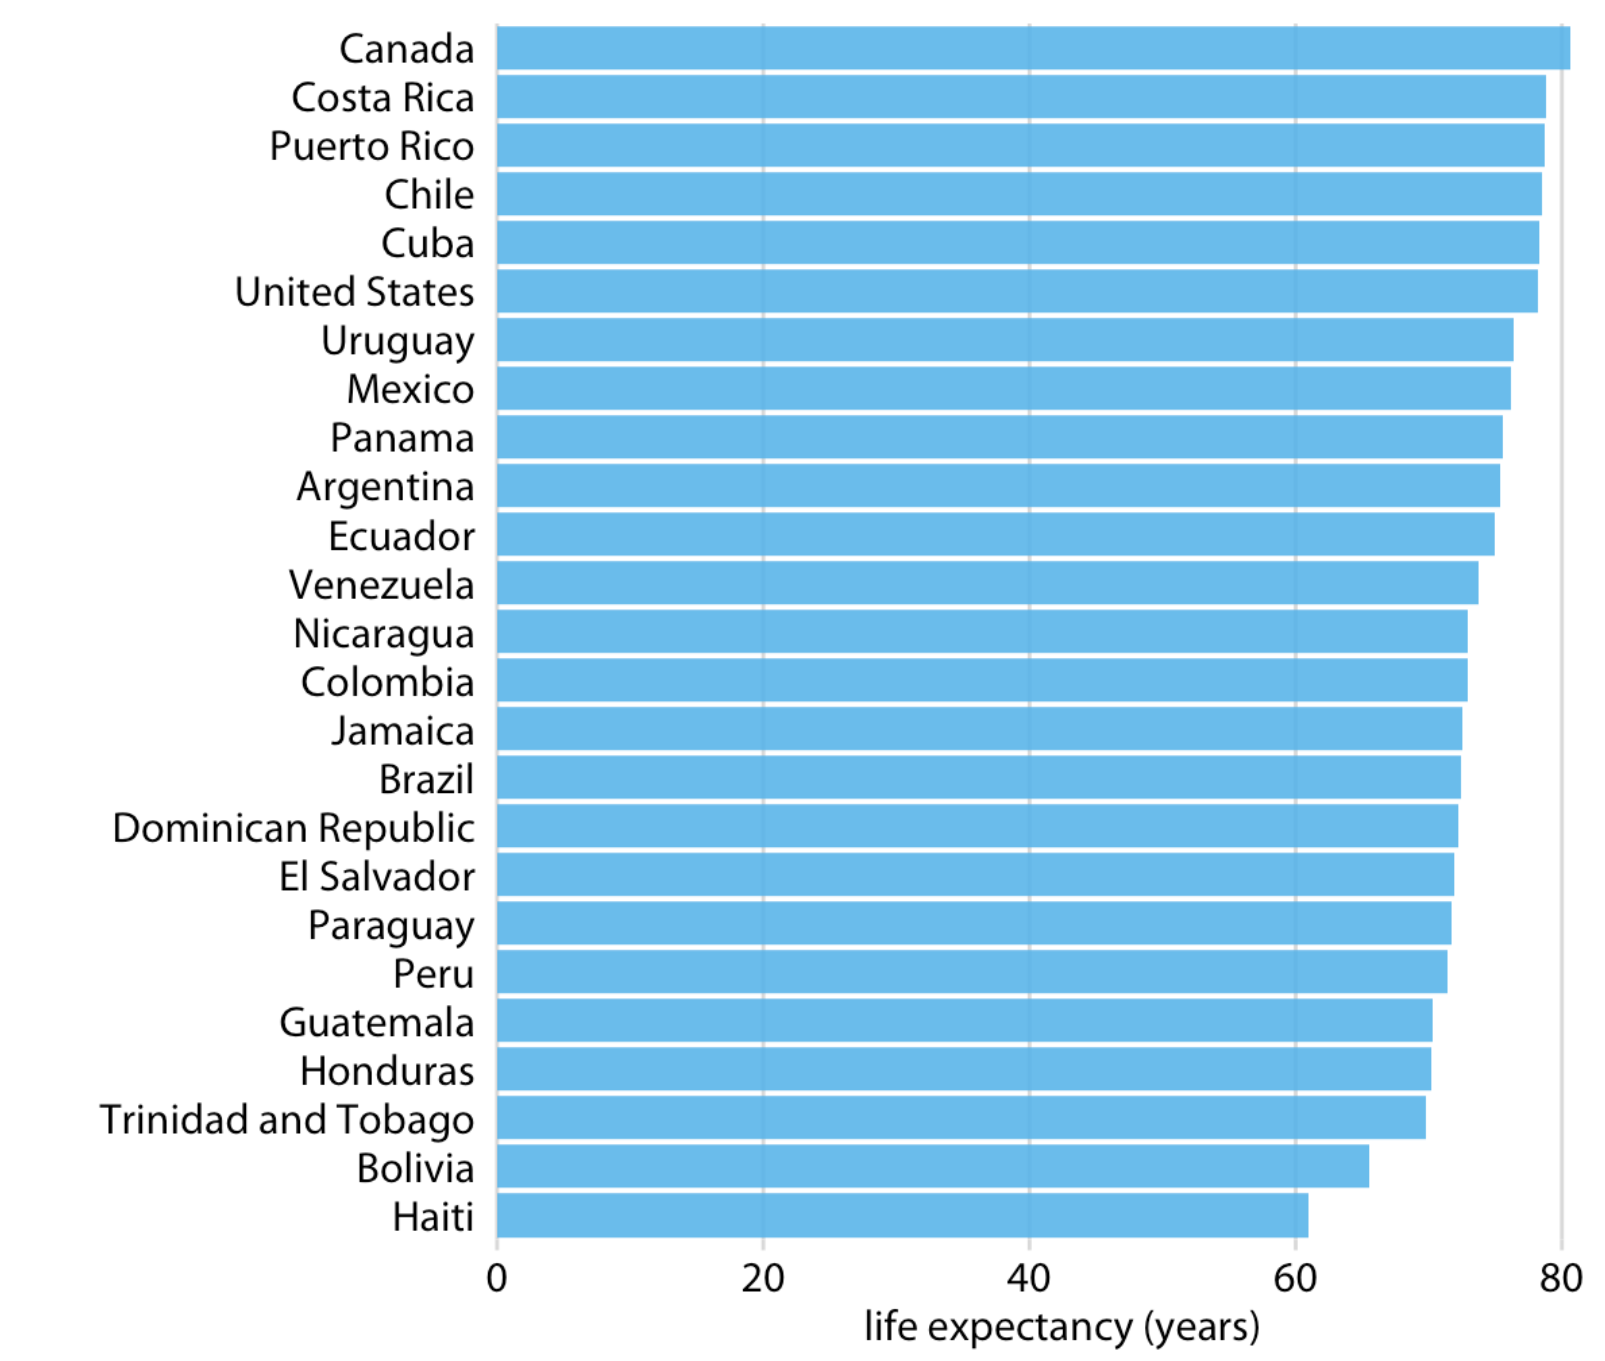 Canada
Costa Rica
Puerto Rico
Chile
Cuba
United States
Uruguay
Mexico
Panama
Argentina
Ecuador
Venezuela
Nicaragua
Colombia
Jamaica
Brazil
Dominican Republic
El Salvador
Paraguay
Peru
Guatemala
Honduras
Trinidad and Tobago
Bolivia
Haiti
0 20 40 60 80
life expectancy (years)